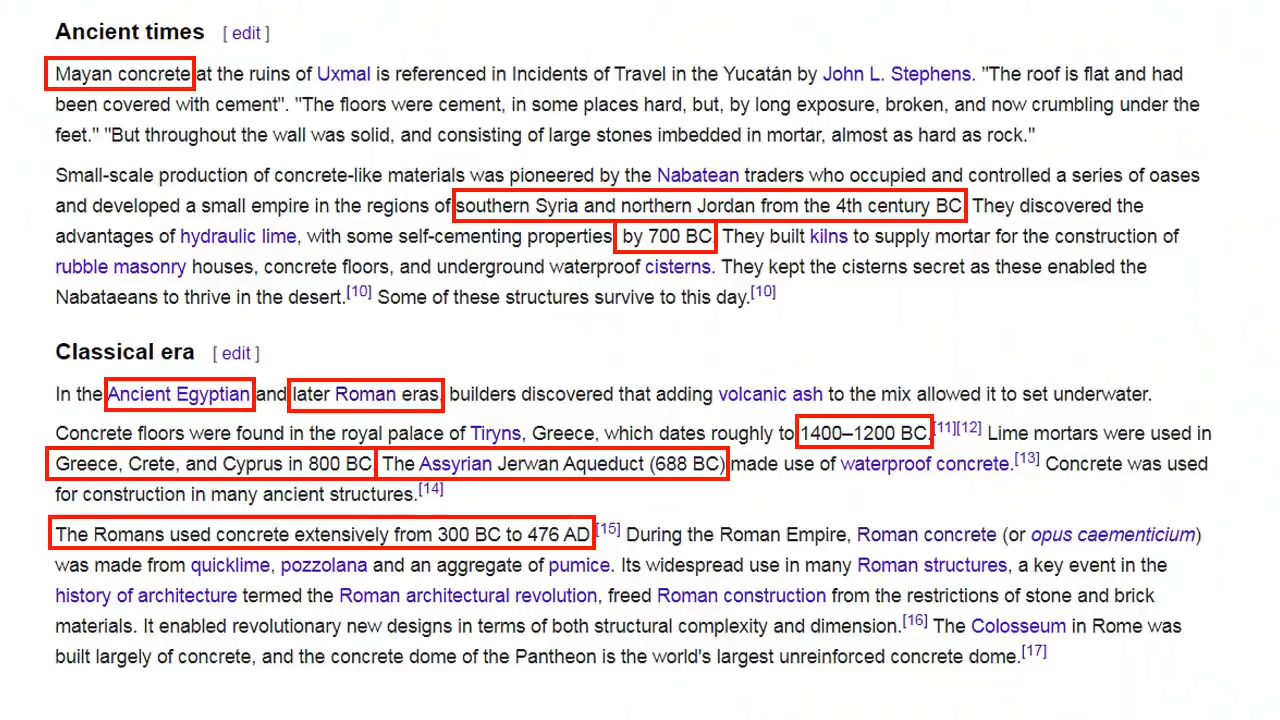 Ancient times [ edit ]
Mayan concrete at the ruins of Uxmal is referenced in Incidents of Travel in the Yucatán by John L. Stephens. "The roof is flat and had
been covered with cement". "The floors were cement, in some places hard, but, by long exposure, broken, and now crumbling under the
feet." "But throughout the wall was solid, and consisting of large stones imbedded in mortar, almost as hard as rock."
Small-scale production of concrete-like materials was pioneered by the Nabatean traders who occupied and controlled a series of oases
and developed a small empire in the regions of southern Syria and northern Jordan from the 4th century BC. They discovered the
advantages of hydraulic lime, with some self-cementing properties, by 700 BC. They built kilns to supply mortar for the construction of
rubble masonry houses, concrete floors, and underground waterproof cisterns. They kept the cisterns secret as these enabled the
Nabataeans to thrive in the desert.[10] Some of these structures survive to this day.[10]
Classical era [ edit ]
In the Ancient Egyptian and later Roman eras, builders discovered that adding volcanic ash to the mix allowed it to set underwater.
Concrete floors were found in the royal palace of Tiryns, Greece, which dates roughly to 1400–1200 BC.[11][12] Lime mortars were used in
Greece, Crete, and Cyprus in 800 BC. The Assyrian Jerwan Aqueduct (688 BC) made use of waterproof concrete.[13] Concrete was used
for construction in many ancient structures.[14]
The Romans used concrete extensively from 300 BC to 476 AD.[15] During the Roman Empire, Roman concrete (or opus caementicium)
was made from quicklime, pozzolana and an aggregate of pumice. Its widespread use in many Roman structures, a key event in the
history of architecture termed the Roman architectural revolution, freed Roman construction from the restrictions of stone and brick
materials. It enabled revolutionary new designs in terms of both structural complexity and dimension.[16] The Colosseum in Rome was
built largely of concrete, and the concrete dome of the Pantheon is the world's largest unreinforced concrete dome.[17]